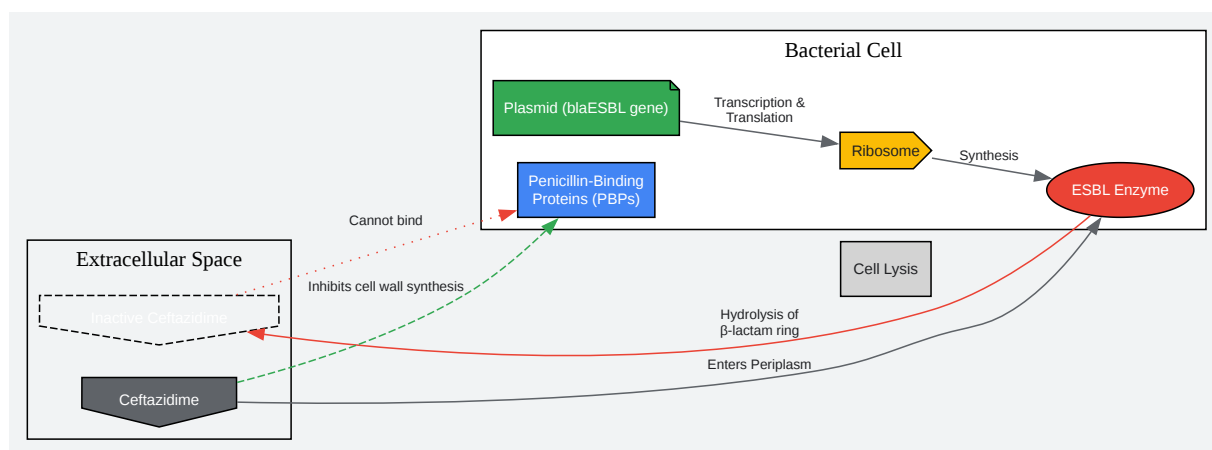 Bacterial Cell
Plasmid (blaESBL gene)
Transcription &
Translation
Ribosome
Synthesis
ESBL Enzyme
Penicillin-Binding
Proteins (PBPs)
Cannot bind
Extracellular Space
Inhibits cell wall synthesis
Inactive Ceftazidime
Cell Lysis
Hydrolysis of
β-lactam ring
Enters Periplasm
Ceftazidime